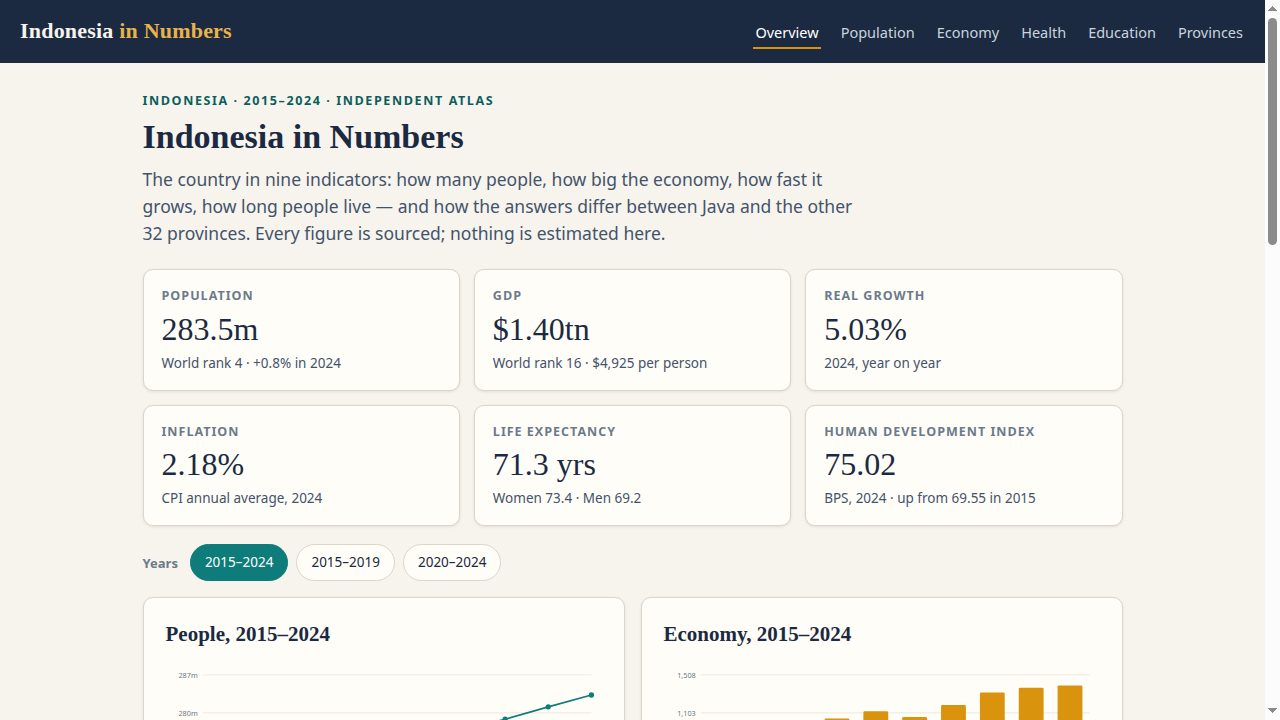 Indonesia in Numbers
Overview
Population
Economy
Health
Education
Provinces
INDONESIA · 2015–2024 · INDEPENDENT ATLAS
Indonesia in Numbers
The country in nine indicators: how many people, how big the economy, how fast it
grows, how long people live — and how the answers differ between Java and the other
32 provinces. Every figure is sourced; nothing is estimated here.
POPULATION
283.5m
World rank 4 · +0.8% in 2024
GDP
$1.40tn
World rank 16 · $4,925 per person
REAL GROWTH
5.03%
2024, year on year
INFLATION
2.18%
CPI annual average, 2024
LIFE EXPECTANCY
71.3 yrs
Women 73.4 · Men 69.2
HUMAN DEVELOPMENT INDEX
75.02
BPS, 2024 · up from 69.55 in 2015
Years
2015–2024
2015–2019
2020–2024
People, 2015–2024
287m
280m
Economy, 2015–2024
1,508
1,103